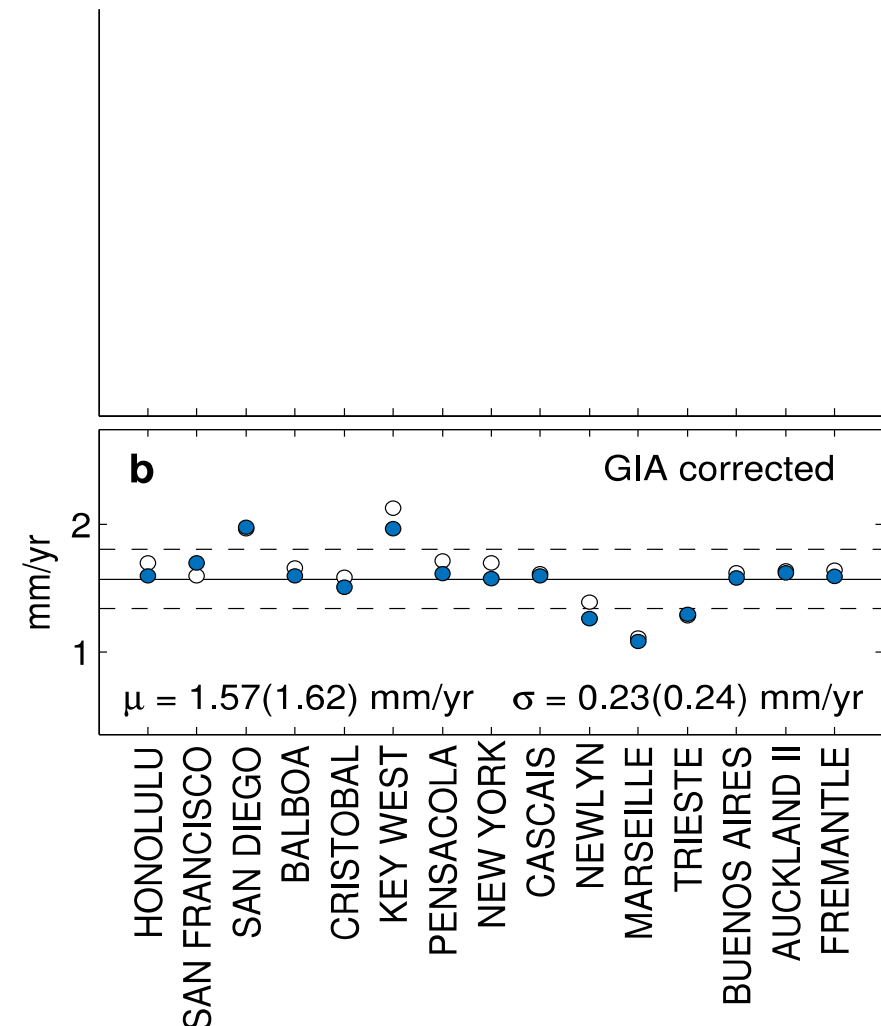 b GIA corrected
mm/yr
2
1
μ = 1.57(1.62) mm/yr σ = 0.23(0.24) mm/yr
HONOLULU
SAN FRANCISCO
SAN DIEGO
BALBOA
CRISTOBAL
KEY WEST
PENSACOLA
NEW YORK
CASCAIS
NEWLYN
MARSEILLE
TRIESTE
BUENOS AIRES
AUCKLAND II
FREMANTLE